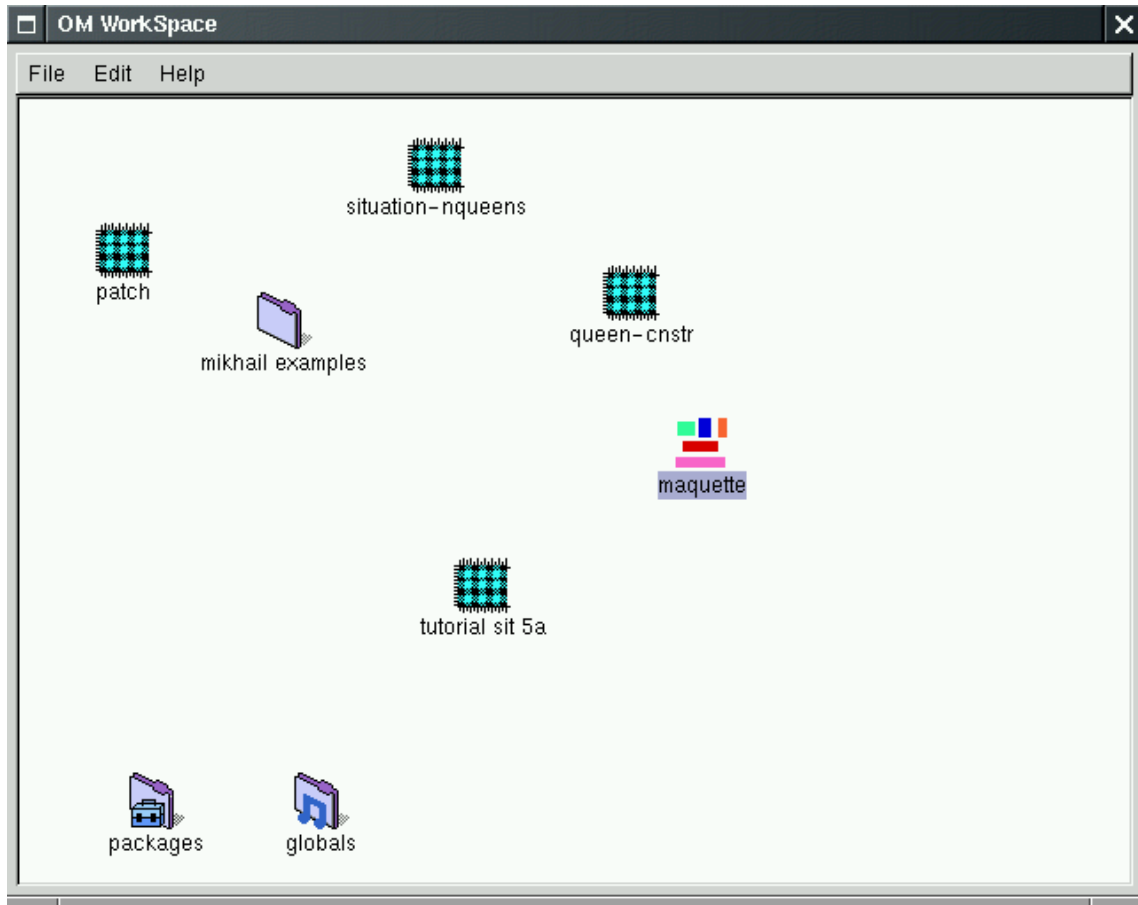 OM WorkSpace
File Edit Help
situation-nqueens
patch
queen-cnstr
mikhail examples
maquette
tutorial sit 5a
packages
globals